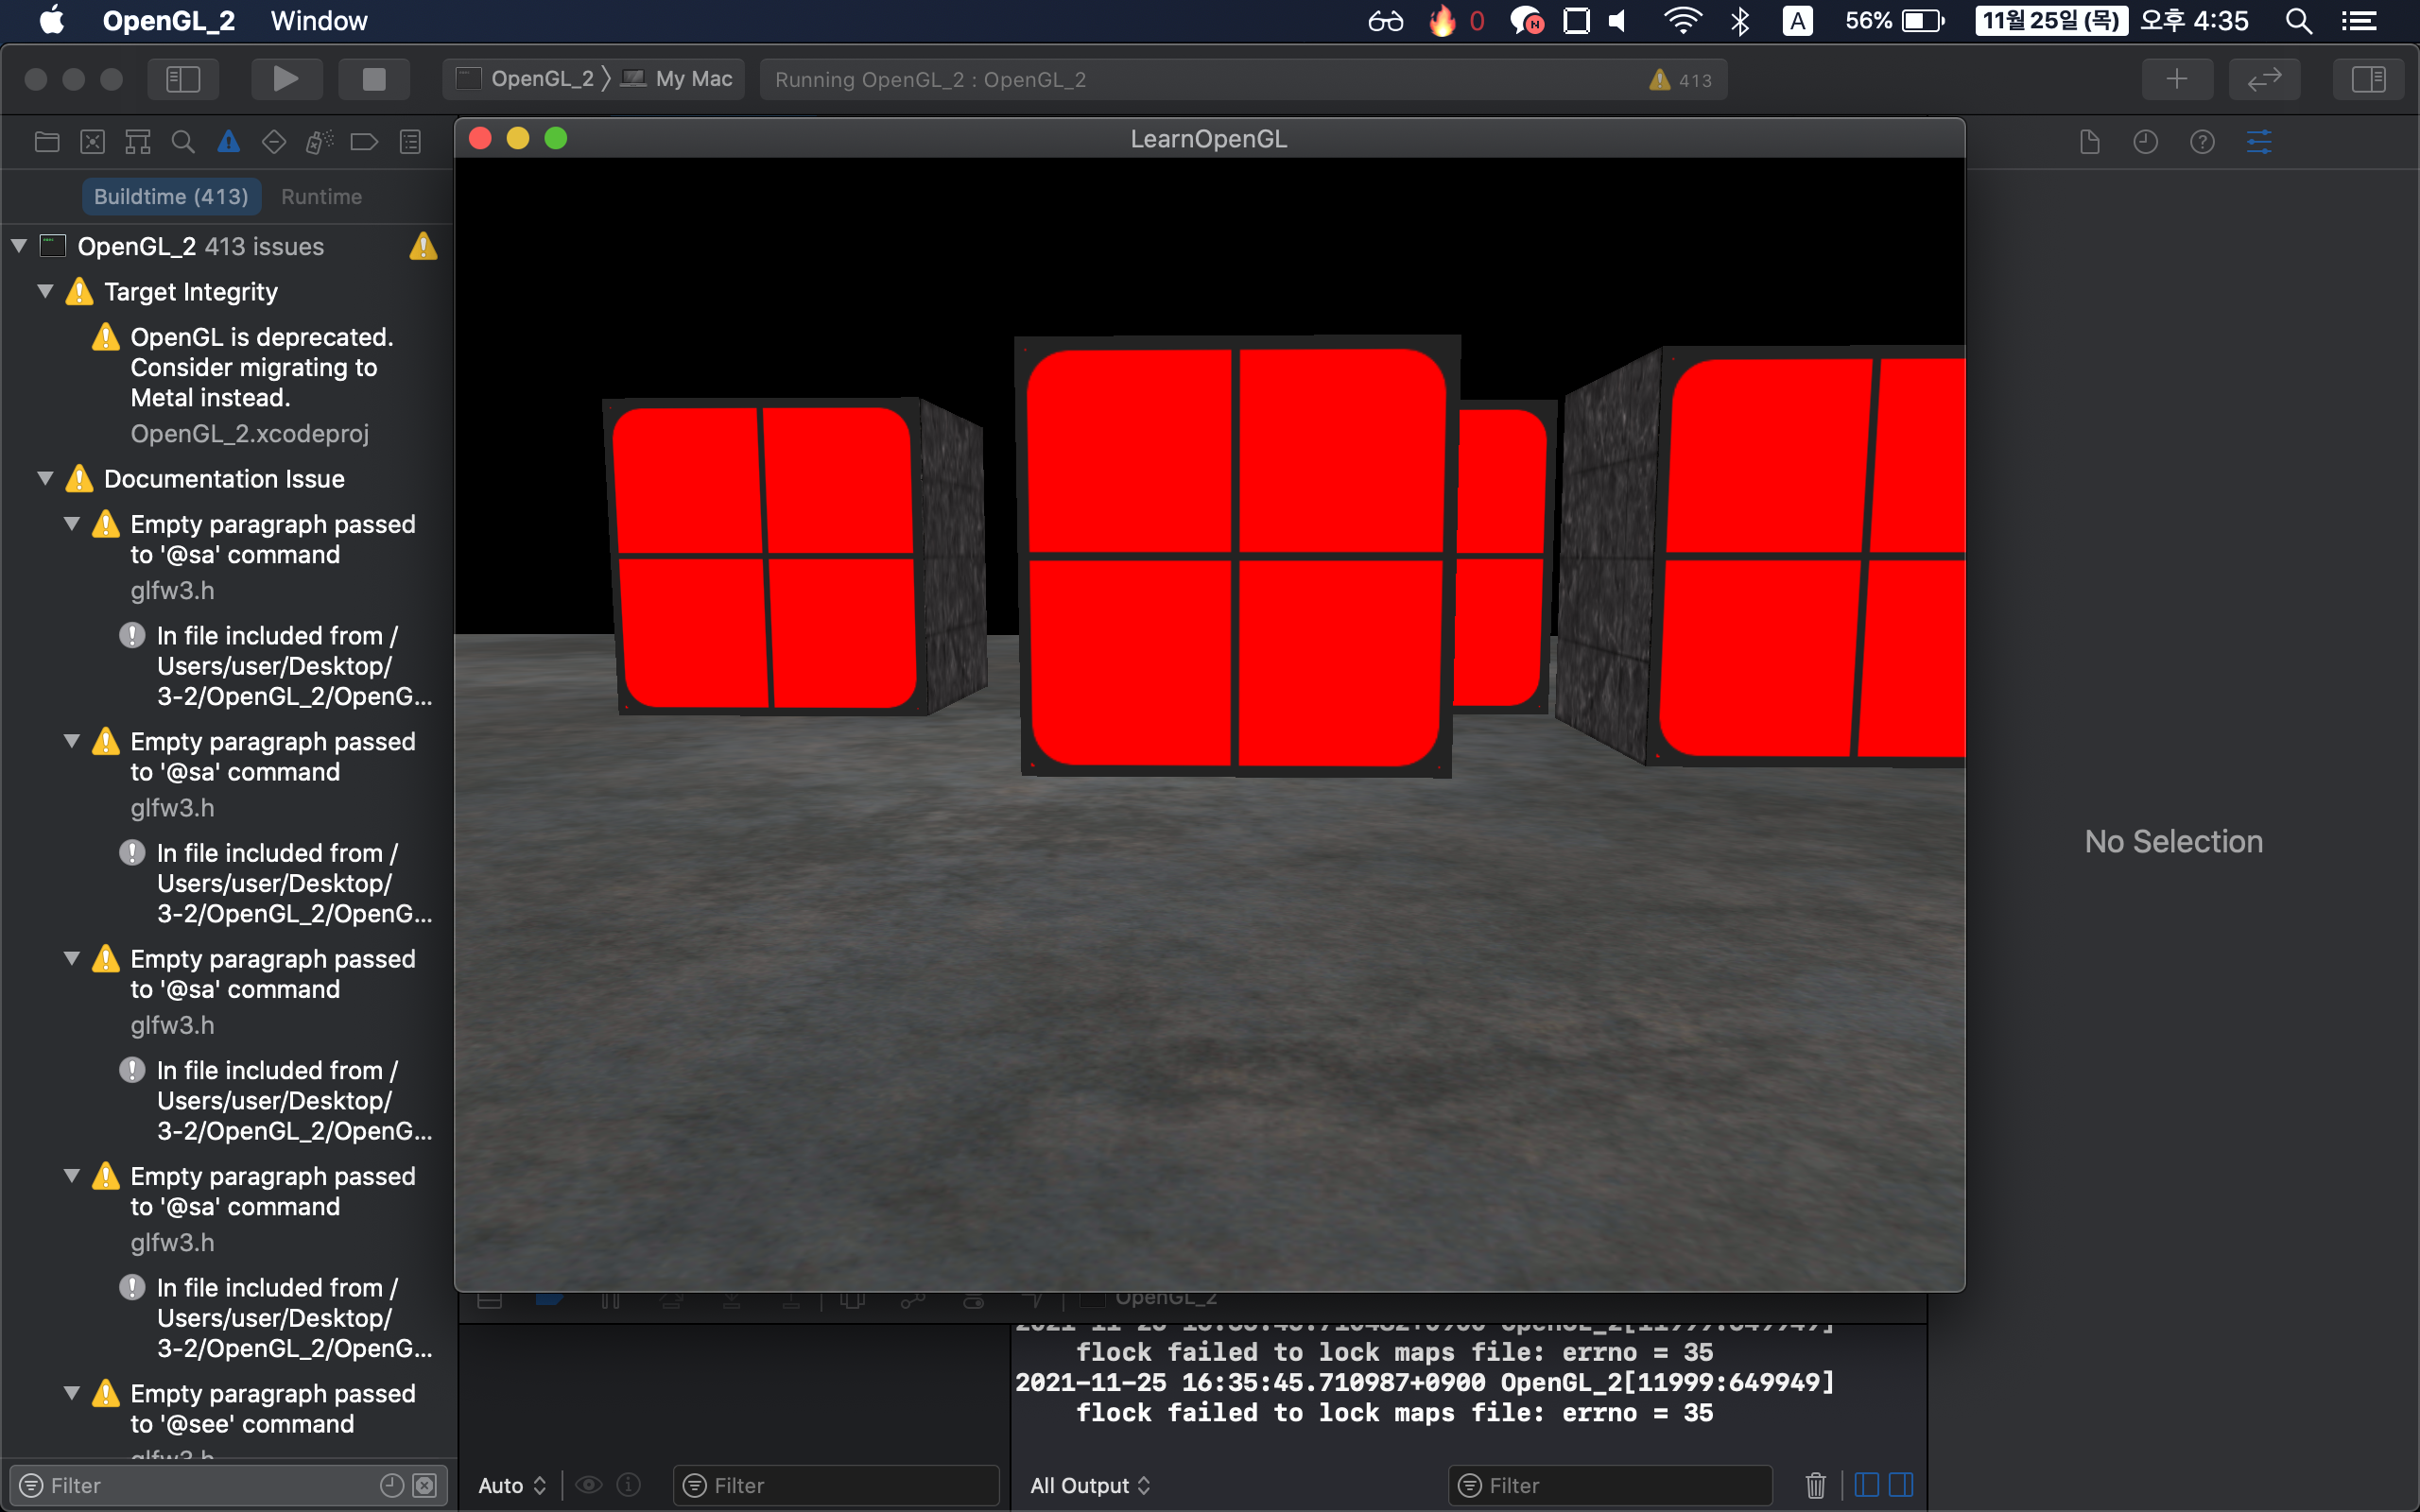 OpenGL_2 Window 0 N A 56% 11월 25일 (목) 오후 4:35
OpenGL_2 My Mac Running OpenGL_2 : OpenGL_2 413
Buildtime (413) Runtime
OpenGL_2 413 issues
Target Integrity
OpenGL is deprecated.
Consider migrating to
Metal instead.
OpenGL_2.xcodeproj
Documentation Issue
Empty paragraph passed
to '@sa' command
glfw3.h
In file included from /
Users/user/Desktop/
3-2/OpenGL_2/OpenG...
Empty paragraph passed
to '@sa' command
glfw3.h
In file included from /
Users/user/Desktop/
3-2/OpenGL_2/OpenG...
Empty paragraph passed
to '@sa' command
glfw3.h
In file included from /
Users/user/Desktop/
3-2/OpenGL_2/OpenG...
Empty paragraph passed
to '@sa' command
glfw3.h
In file included from /
Users/user/Desktop/
3-2/OpenGL_2/OpenG...
Empty paragraph passed
to '@see' command
glfw3.h
Filter
LearnOpenGL
OpenGL_2
flock failed to lock maps file: errno = 35
2021-11-25 16:35:45.710987+0900 OpenGL_2[11999:649949]
flock failed to lock maps file: errno = 35
Auto Filter
All Output Filter
No Selection